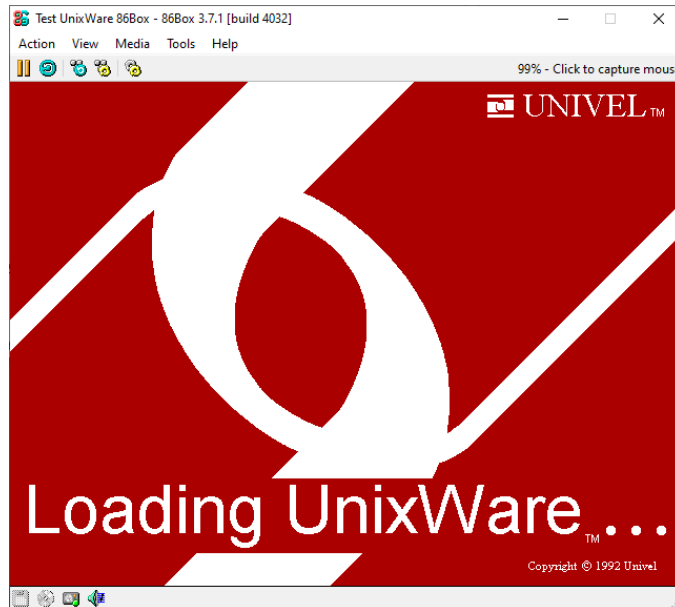 Test UnixWare 86Box - 86Box 3.7.1 [build 4032]
Action View Media Tools Help
99% - Click to capture mous
UNIVEL TM
Loading UnixWare TM...
Copyright © 1992 Univel